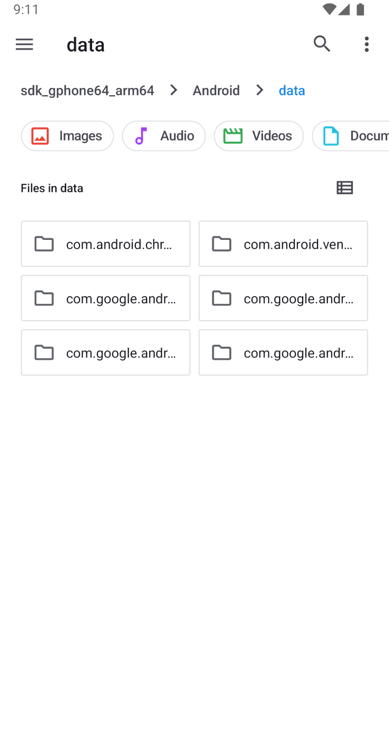 9:11
data
sdk_gphone64_arm64 Android data
Images Audio Videos Docum
Files in data
com.android.chr... com.android.ven...
com.google.andr... com.google.andr...
com.google.andr... com.google.andr...